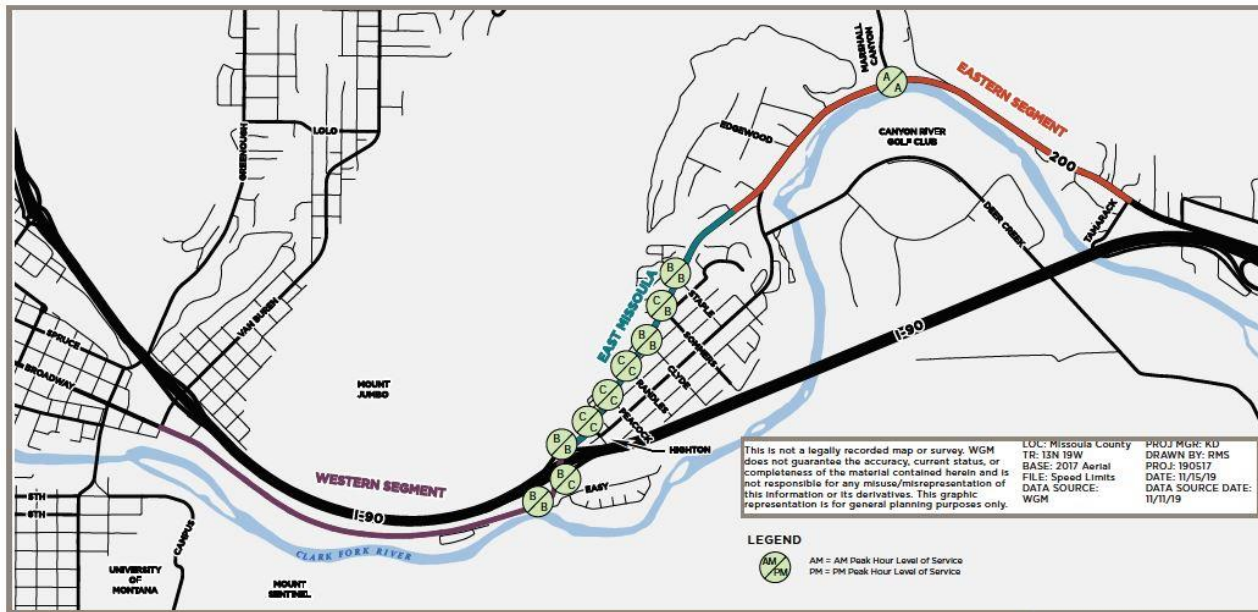 MARSHALL
CANYON
A
A
EASTERN SEGMENT
LOLO
GREENOUGH
EDGEWOOD
CANYON RIVER
GOLF CLUB
200
DEER CREEK
TAMARACK
EAST MISSOULA
B
B
STAPLE
C
B
SOMMERS
B
B
CLYDE
C
C
RANDLES
C
C
PEACOCK
C
C
HIGHTON
B
B
B
C
EASY
B
B
I-90
VAN BUREN
SPRUCE
BROADWAY
MOUNT
JUMBO
WESTERN SEGMENT
I-90
5TH
6TH
CAMPUS
CLARK FORK RIVER
UNIVERSITY
OF
MONTANA
MOUNT
SENTINEL
This is not a legally recorded map or survey. WGM
does not guarantee the accuracy, current status, or
completeness of the material contained herein and is
not responsible for any misuse/misrepresentation of
this information or its derivatives. This graphic
representation is for general planning purposes only.
LOC: Missoula County
TR: 13N 19W
BASE: 2017 Aerial
FILE: Speed Limits
DATA SOURCE:
WGM
PROJ MGR: KD
DRAWN BY: RMS
PROJ: 190517
DATE: 11/15/19
DATA SOURCE DATE:
11/11/19
LEGEND
AM
PM
AM = AM Peak Hour Level of Service
PM = PM Peak Hour Level of Service